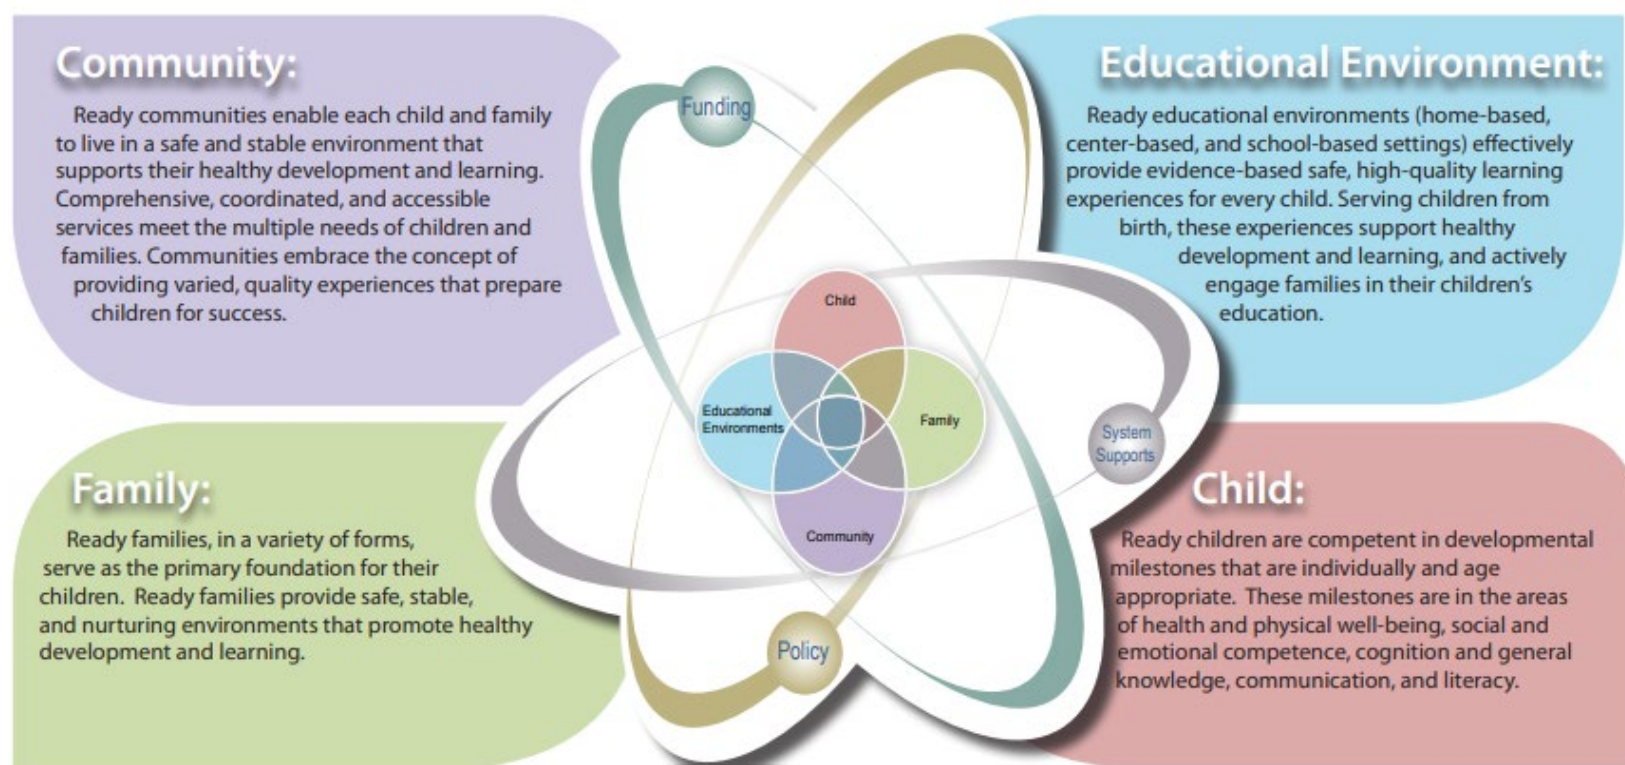 Community:
Ready communities enable each child and family
to live in a safe and stable environment that
supports their healthy development and learning.
Comprehensive, coordinated, and accessible
services meet the multiple needs of children and
families. Communities embrace the concept of
providing varied, quality experiences that prepare
children for success.
Educational Environment:
Ready educational environments (home-based,
center-based, and school-based settings) effectively
provide evidence-based safe, high-quality learning
experiences for every child. Serving children from
birth, these experiences support healthy
development and learning, and actively
engage families in their children's
education.
Funding
Child
Educational
Environments
Family
Community
System
Supports
Policy
Family:
Ready families, in a variety of forms,
serve as the primary foundation for their
children. Ready families provide safe, stable,
and nurturing environments that promote healthy
development and learning.
Child:
Ready children are competent in developmental
milestones that are individually and age
appropriate. These milestones are in the areas
of health and physical well-being, social and
emotional competence, cognition and general
knowledge, communication, and literacy.